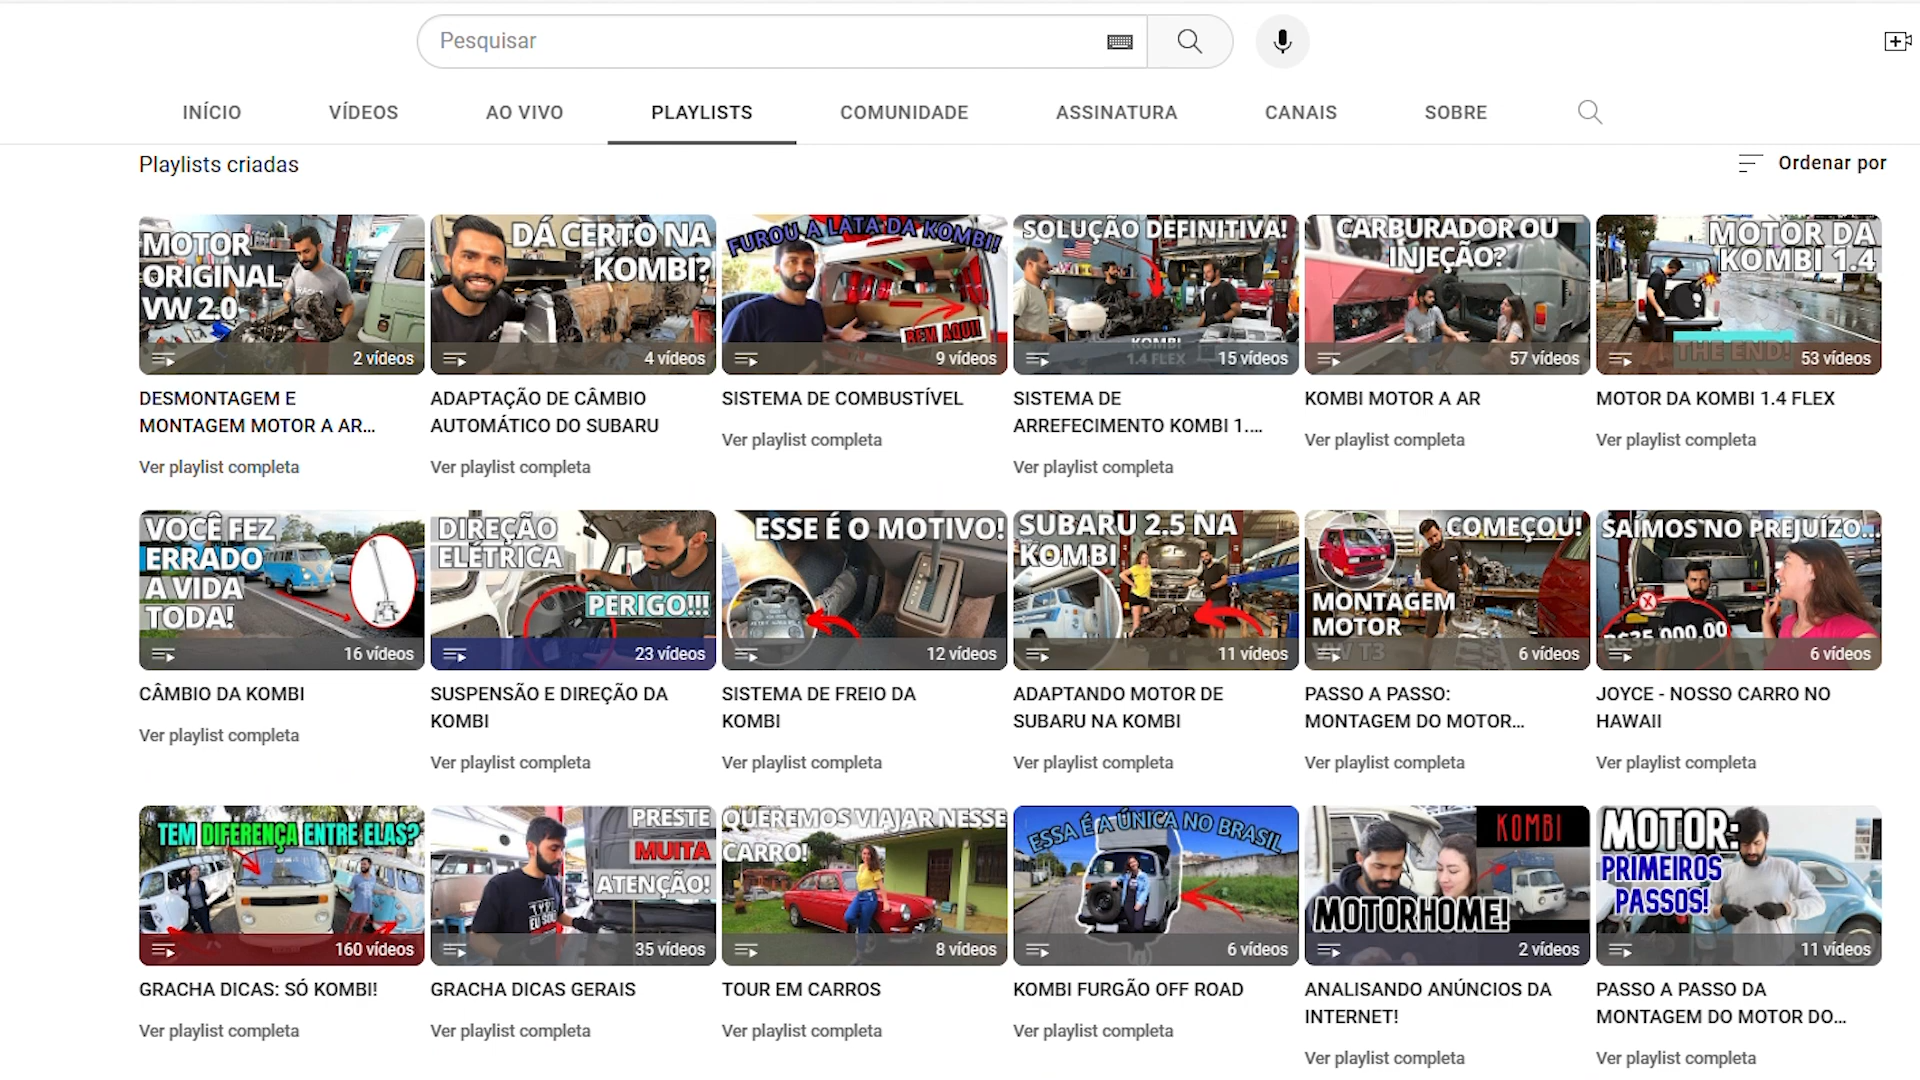 Pesquisar
INÍCIO VÍDEOS AO VIVO PLAYLISTS COMUNIDADE ASSINATURA CANAIS SOBRE
Playlists criadas
Ordenar por
MOTOR
ORIGINAL
VW 2.0
2 vídeos
DESMONTAGEM E
MONTAGEM MOTOR A AR...
Ver playlist completa
DÁ CERTO NA
KOMBI?
4 vídeos
ADAPTAÇÃO DE CÂMBIO
AUTOMÁTICO DO SUBARU
Ver playlist completa
FUROU A LATA DA KOMBI!
BEM AQUI!
9 vídeos
SISTEMA DE COMBUSTÍVEL
Ver playlist completa
SOLUÇÃO DEFINITIVA!
KOMBI
1.4 FLEX
15 vídeos
SISTEMA DE
ARREFECIMENTO KOMBI 1....
Ver playlist completa
CARBURADOR OU
INJEÇÃO?
57 vídeos
KOMBI MOTOR A AR
Ver playlist completa
MOTOR DA
KOMBI 1.4
THE END!
53 vídeos
MOTOR DA KOMBI 1.4 FLEX
Ver playlist completa
VOCÊ FEZ
ERRADO
A VIDA
TODA!
16 vídeos
CÂMBIO DA KOMBI
Ver playlist completa
DIREÇÃO
ELÉTRICA
PERIGO!!!
23 vídeos
SUSPENSÃO E DIREÇÃO DA
KOMBI
Ver playlist completa
ESSE É O MOTIVO!
12 vídeos
SISTEMA DE FREIO DA
KOMBI
Ver playlist completa
SUBARU 2.5 NA
KOMBI
11 vídeos
ADAPTANDO MOTOR DE
SUBARU NA KOMBI
Ver playlist completa
COMEÇOU!
MONTAGEM
MOTOR
VW T3
6 vídeos
PASSO A PASSO:
MONTAGEM DO MOTOR...
Ver playlist completa
SAÍMOS NO PREJUÍZO...
R$35.000,00
6 vídeos
JOYCE - NOSSO CARRO NO
HAWAII
Ver playlist completa
TEM DIFERENÇA ENTRE ELAS?
160 vídeos
GRACHA DICAS: SÓ KOMBI!
Ver playlist completa
PRESTE
MUITA
ATENÇÃO!
35 vídeos
GRACHA DICAS GERAIS
Ver playlist completa
QUEREMOS VIAJAR NESSE
CARRO!
8 vídeos
TOUR EM CARROS
Ver playlist completa
ESSA É A ÚNICA NO BRASIL
6 vídeos
KOMBI FURGÃO OFF ROAD
Ver playlist completa
KOMBI
MOTORHOME!
2 vídeos
ANALISANDO ANÚNCIOS DA
INTERNET!
Ver playlist completa
MOTOR:
PRIMEIROS
PASSOS!
11 vídeos
PASSO A PASSO DA
MONTAGEM DO MOTOR DO...
Ver playlist completa